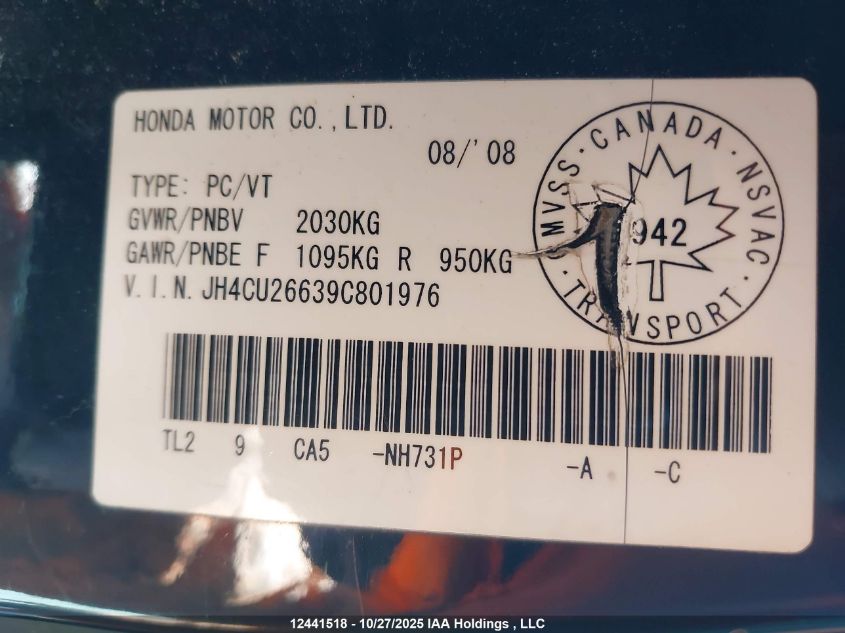 HONDA MOTOR CO.,LTD.
08/'08
TYPE: PC/VT
GVWR/PNBV 2030KG
GAWR/PNBE F 1095KG R 950KG
V.I.N. JH4CU26639C801976
MVSS · CANADA · NSVAC · TRANSPORT ·
942
TL2 9 CA5 -NH731P -A -C
12441518 - 10/27/2025 IAA Holdings , LLC